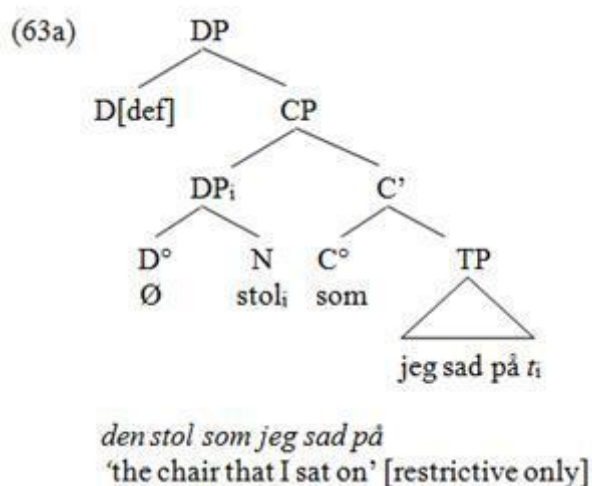 (63a) DP
D[def] CP
DPᵢ C'
D° N C° TP
Ø stolᵢ som
jeg sad på tᵢ
den stol som jeg sad på
‘the chair that I sat on’ [restrictive only]